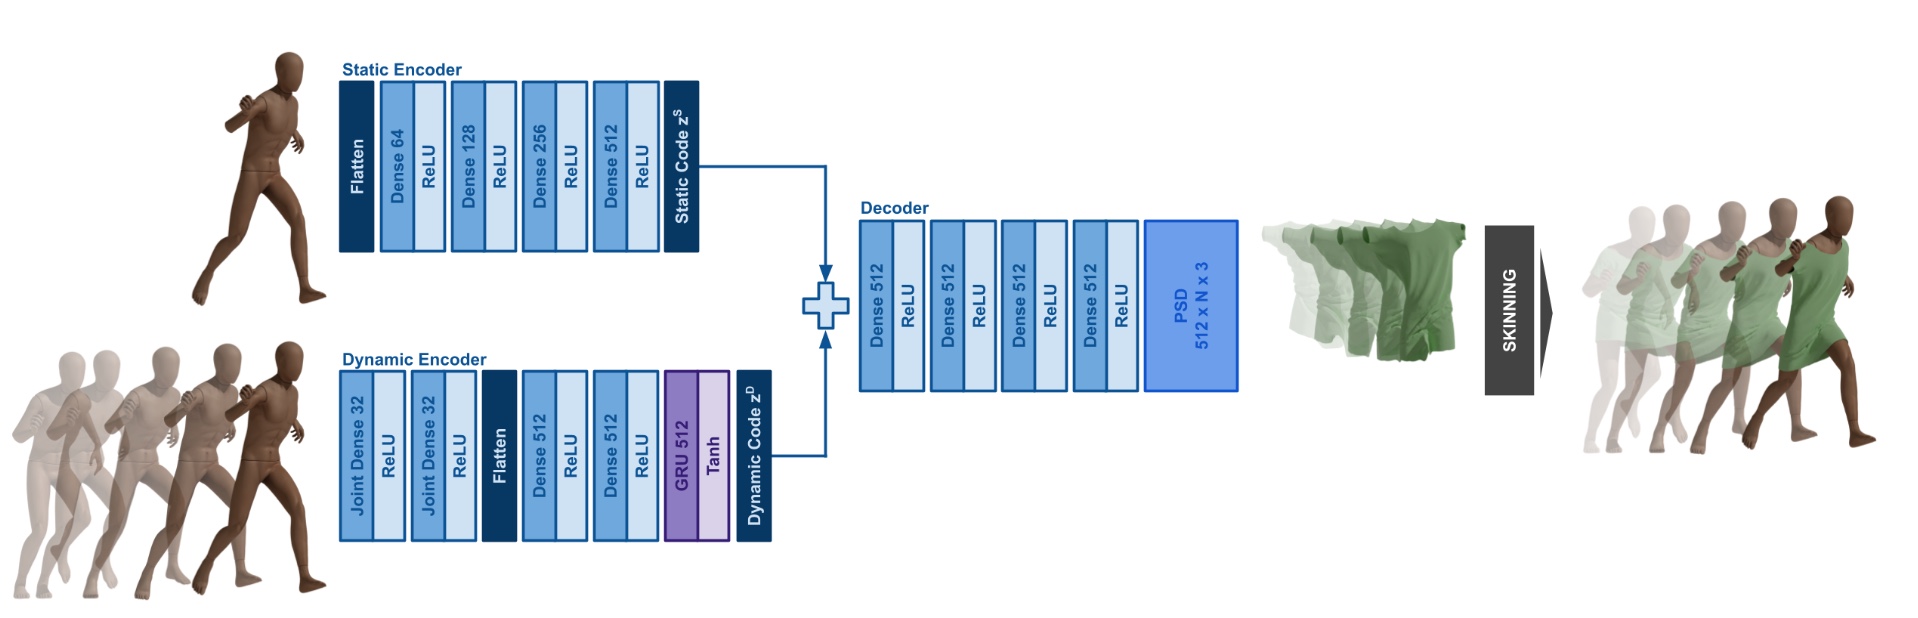 Static Encoder
Flatten
Dense 64
ReLU
Dense 128
ReLU
Dense 256
ReLU
Dense 512
ReLU
Static Code z^S
Dynamic Encoder
Joint Dense 32
ReLU
Joint Dense 32
ReLU
Flatten
Dense 512
ReLU
Dense 512
ReLU
GRU 512
Tanh
Dynamic Code z^D
Decoder
Dense 512
ReLU
Dense 512
ReLU
Dense 512
ReLU
Dense 512
ReLU
PSD
512 x N x 3
SKINNING